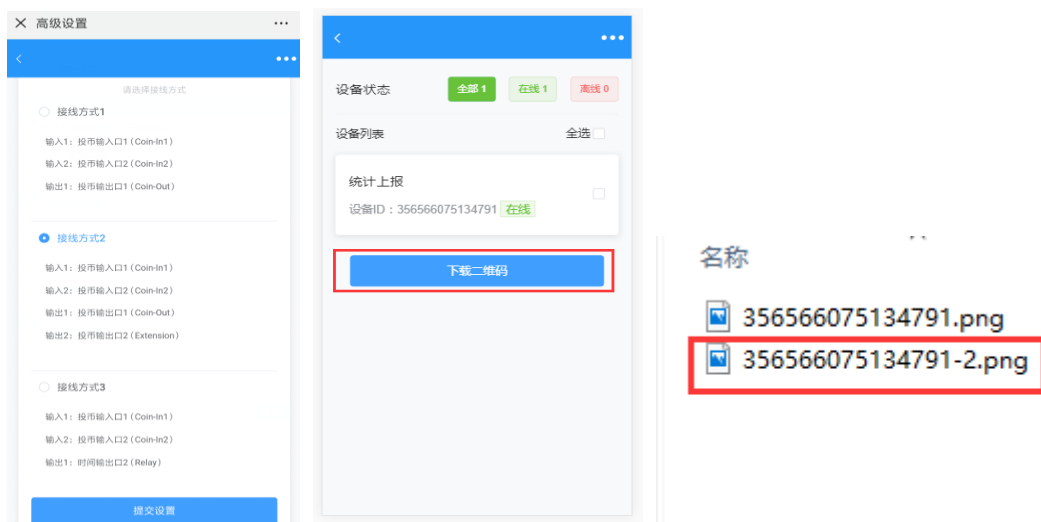 高级设置
请选择接线方式
接线方式1
输入1：投币输入口1（Coin-In1）
输入2：投币输入口2（Coin-In2）
输出1：投币输出口1（Coin-Out）
接线方式2
输入1：投币输入口1（Coin-In1）
输入2：投币输入口2（Coin-In2）
输出1：投币输出口1（Coin-Out）
输出2：投币输出口2（Extension）
接线方式3
输入1：投币输入口1（Coin-In1）
输入2：投币输入口2（Coin-In2）
输出1：时间输出口2（Relay）
提交设置
设备状态 全部 1 在线 1 离线 0
设备列表 全选
统计上报
设备ID：356566075134791 在线
下载二维码
名称
356566075134791.png
356566075134791-2.png